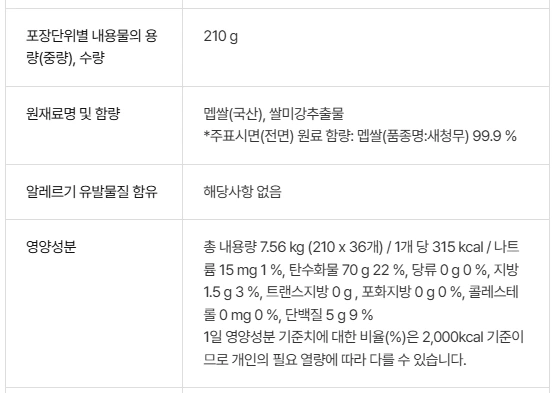 포장단위별 내용물의 용
량(중량), 수량
210 g
원재료명 및 함량
멥쌀(국산), 쌀미강추출물
*주표시면(전면) 원료 함량: 멥쌀(품종명:새청무) 99.9 %
알레르기 유발물질 함유
해당사항 없음
영양성분
총 내용량 7.56 kg (210 x 36개) / 1개 당 315 kcal / 나트
륨 15 mg 1 %, 탄수화물 70 g 22 %, 당류 0 g 0 %, 지방
1.5 g 3 %, 트랜스지방 0 g , 포화지방 0 g 0 %, 콜레스테
롤 0 mg 0 %, 단백질 5 g 9 %
1일 영양성분 기준치에 대한 비율(%)은 2,000kcal 기준이
므로 개인의 필요 열량에 따라 다를 수 있습니다.